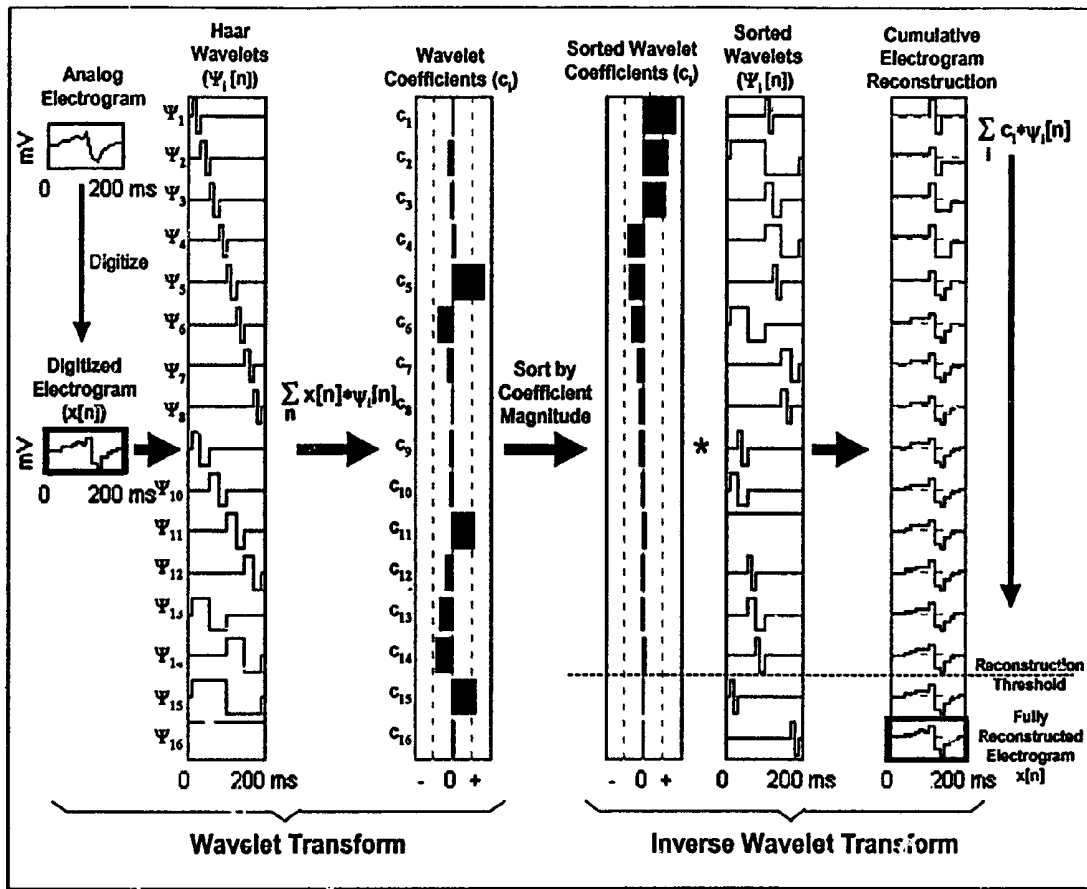 Analog
Electrogram
mV
0 200 ms
Digitize
Digitized
Electrogram
(x[n])
mV
0 200 ms
Haar
Wavelets
(Ψi[n])
Ψ1
Ψ2
Ψ3
Ψ4
Ψ5
Ψ6
Ψ7
Ψ8
Ψ9
Ψ10
Ψ11
Ψ12
Ψ13
Ψ14
Ψ15
Ψ16
0 200 ms
∑ x[n]*ψi[n]
n
Wavelet
Coefficients (ci)
c1
c2
c3
c4
c5
c6
c7
c8
c9
c10
c11
c12
c13
c14
c15
c16
- 0 +
Wavelet Transform
Sort by
Coefficient
Magnitude
Sorted Wavelet
Coefficients (ci)
- 0 +
*
Sorted
Wavelets
(Ψi[n])
0 200 ms
Cumulative
Electrogram
Reconstruction
∑ ci*ψi[n]
i
Reconstruction
Threshold
Fully
Reconstructed
Electrogram
x[n]
0 200 ms
Inverse Wavelet Transform